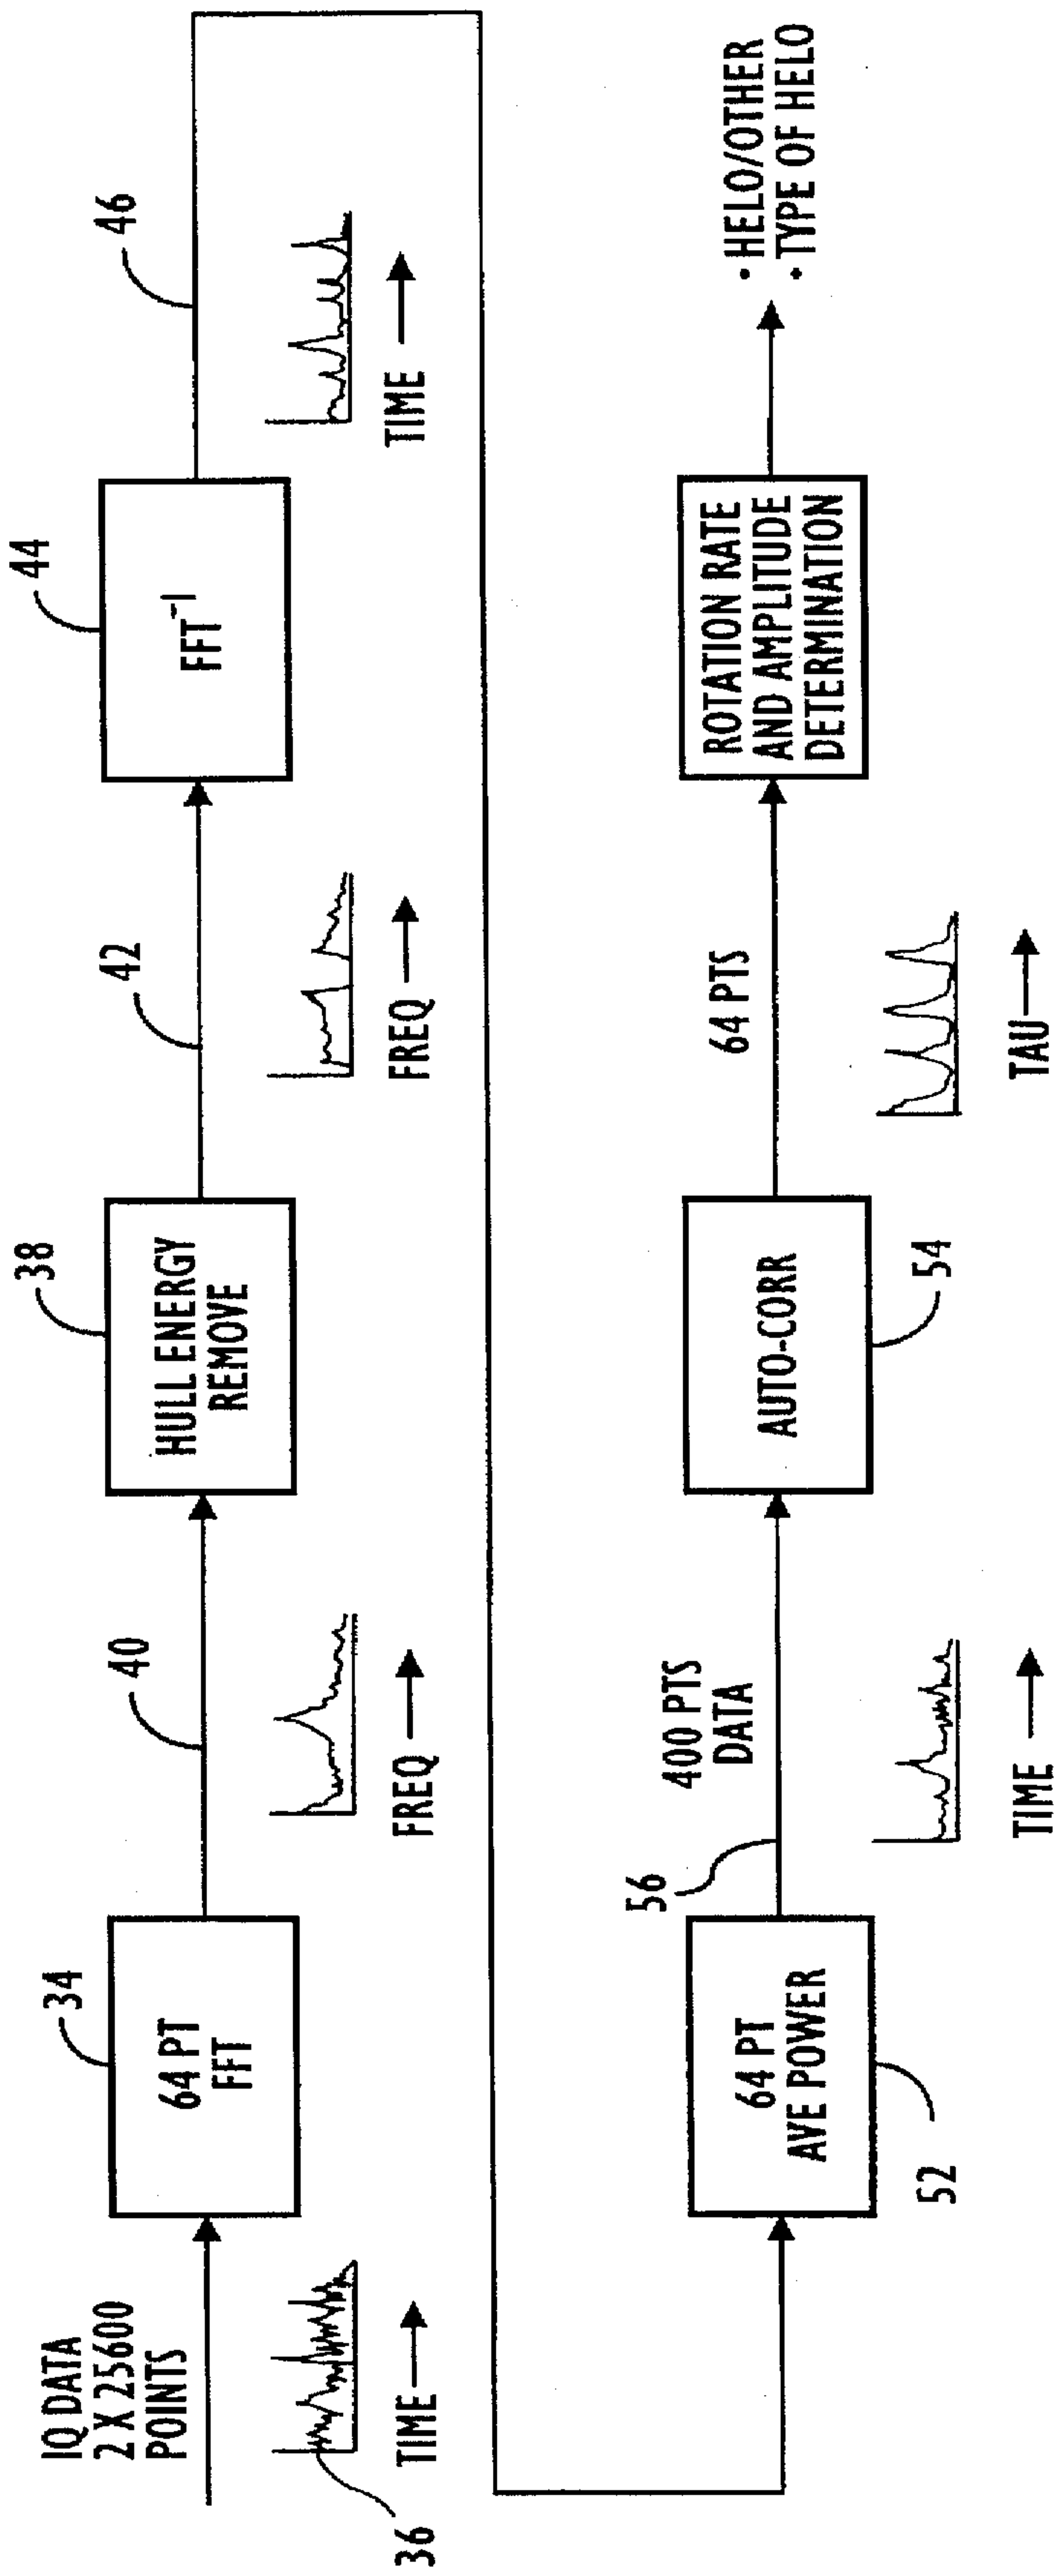 IQ DATA
2 X 25600
POINTS
36
TIME
34
64 PT
FFT
40
FREQ
38
HULL ENERGY
REMOVE
42
FREQ
44
FFT⁻¹
46
TIME
52
64 PT
AVE POWER
56
400 PTS
DATA
TIME
54
AUTO-CORR
64 PTS
TAU
ROTATION RATE
AND AMPLITUDE
DETERMINATION
• HELO/OTHER
• TYPE OF HELO